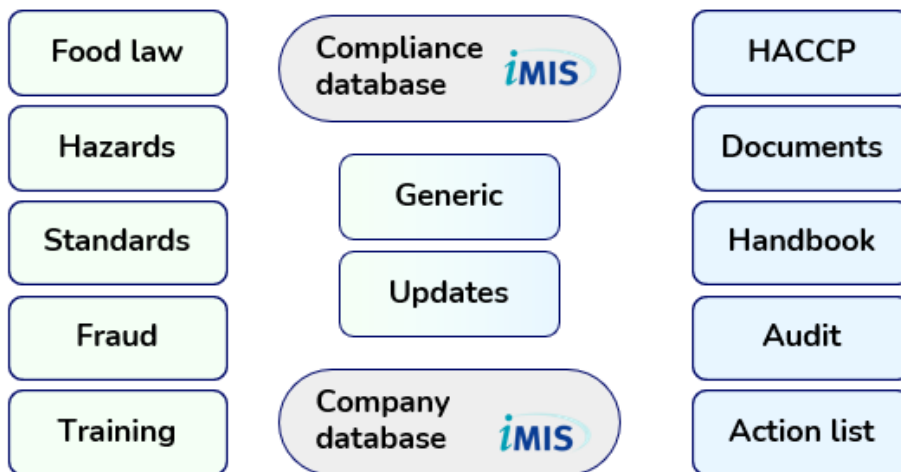 Food law
Hazards
Standards
Fraud
Training
Compliance
database
iMIS
Generic
Updates
Company
database
iMIS
HACCP
Documents
Handbook
Audit
Action list